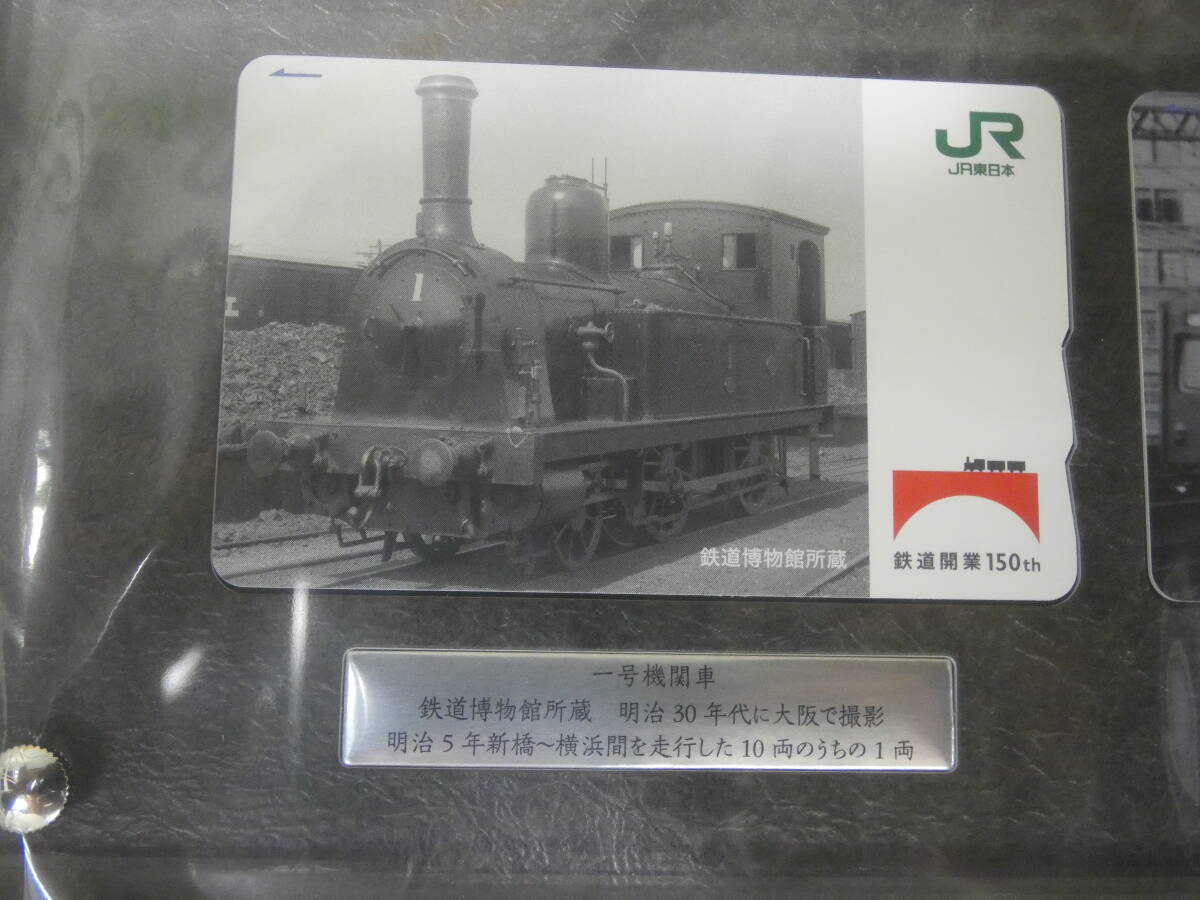 JR
JR東日本
1
鉄道博物館所蔵
鉄道開業150th
一号機関車
鉄道博物館所蔵 明治30年代に大阪で撮影
明治5年新橋~横浜間を走行した10両のうちの1両